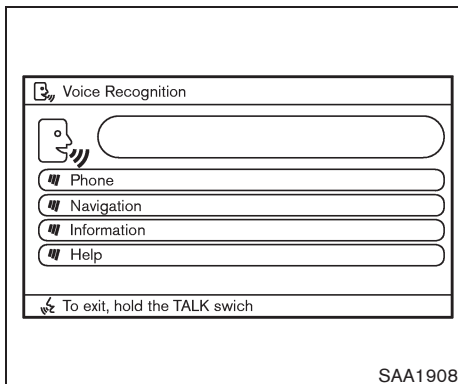 Voice Recognition
Phone
Navigation
Information
Help
To exit, hold the TALK swich
SAA1908